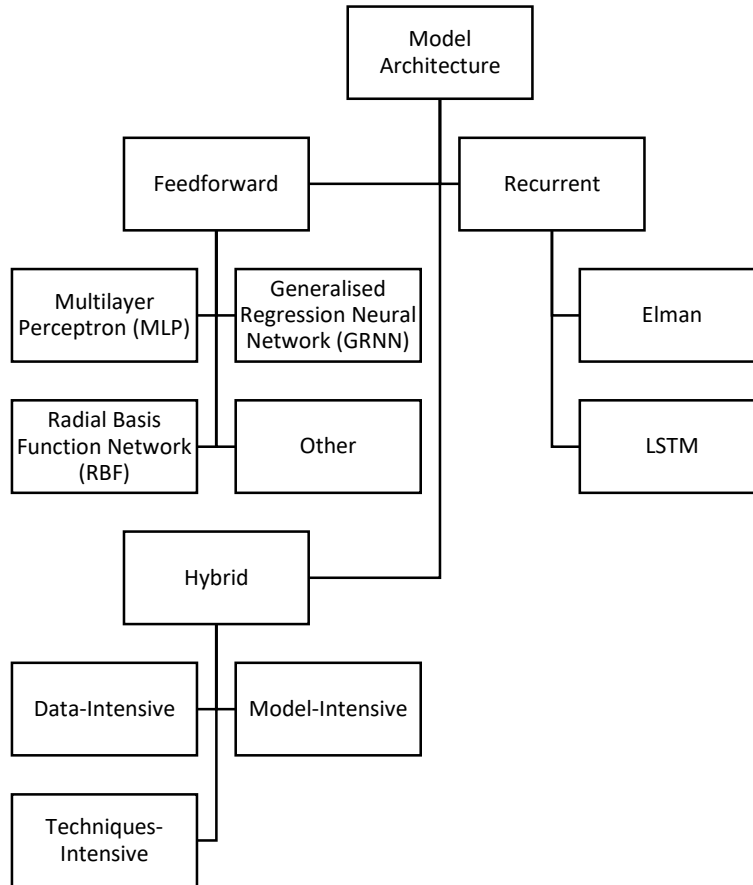 Model
Architecture
Feedforward
Recurrent
Multilayer
Perceptron (MLP)
Generalised
Regression Neural
Network (GRNN)
Elman
Radial Basis
Function Network
(RBF)
Other
LSTM
Hybrid
Data-Intensive
Model-Intensive
Techniques-
Intensive